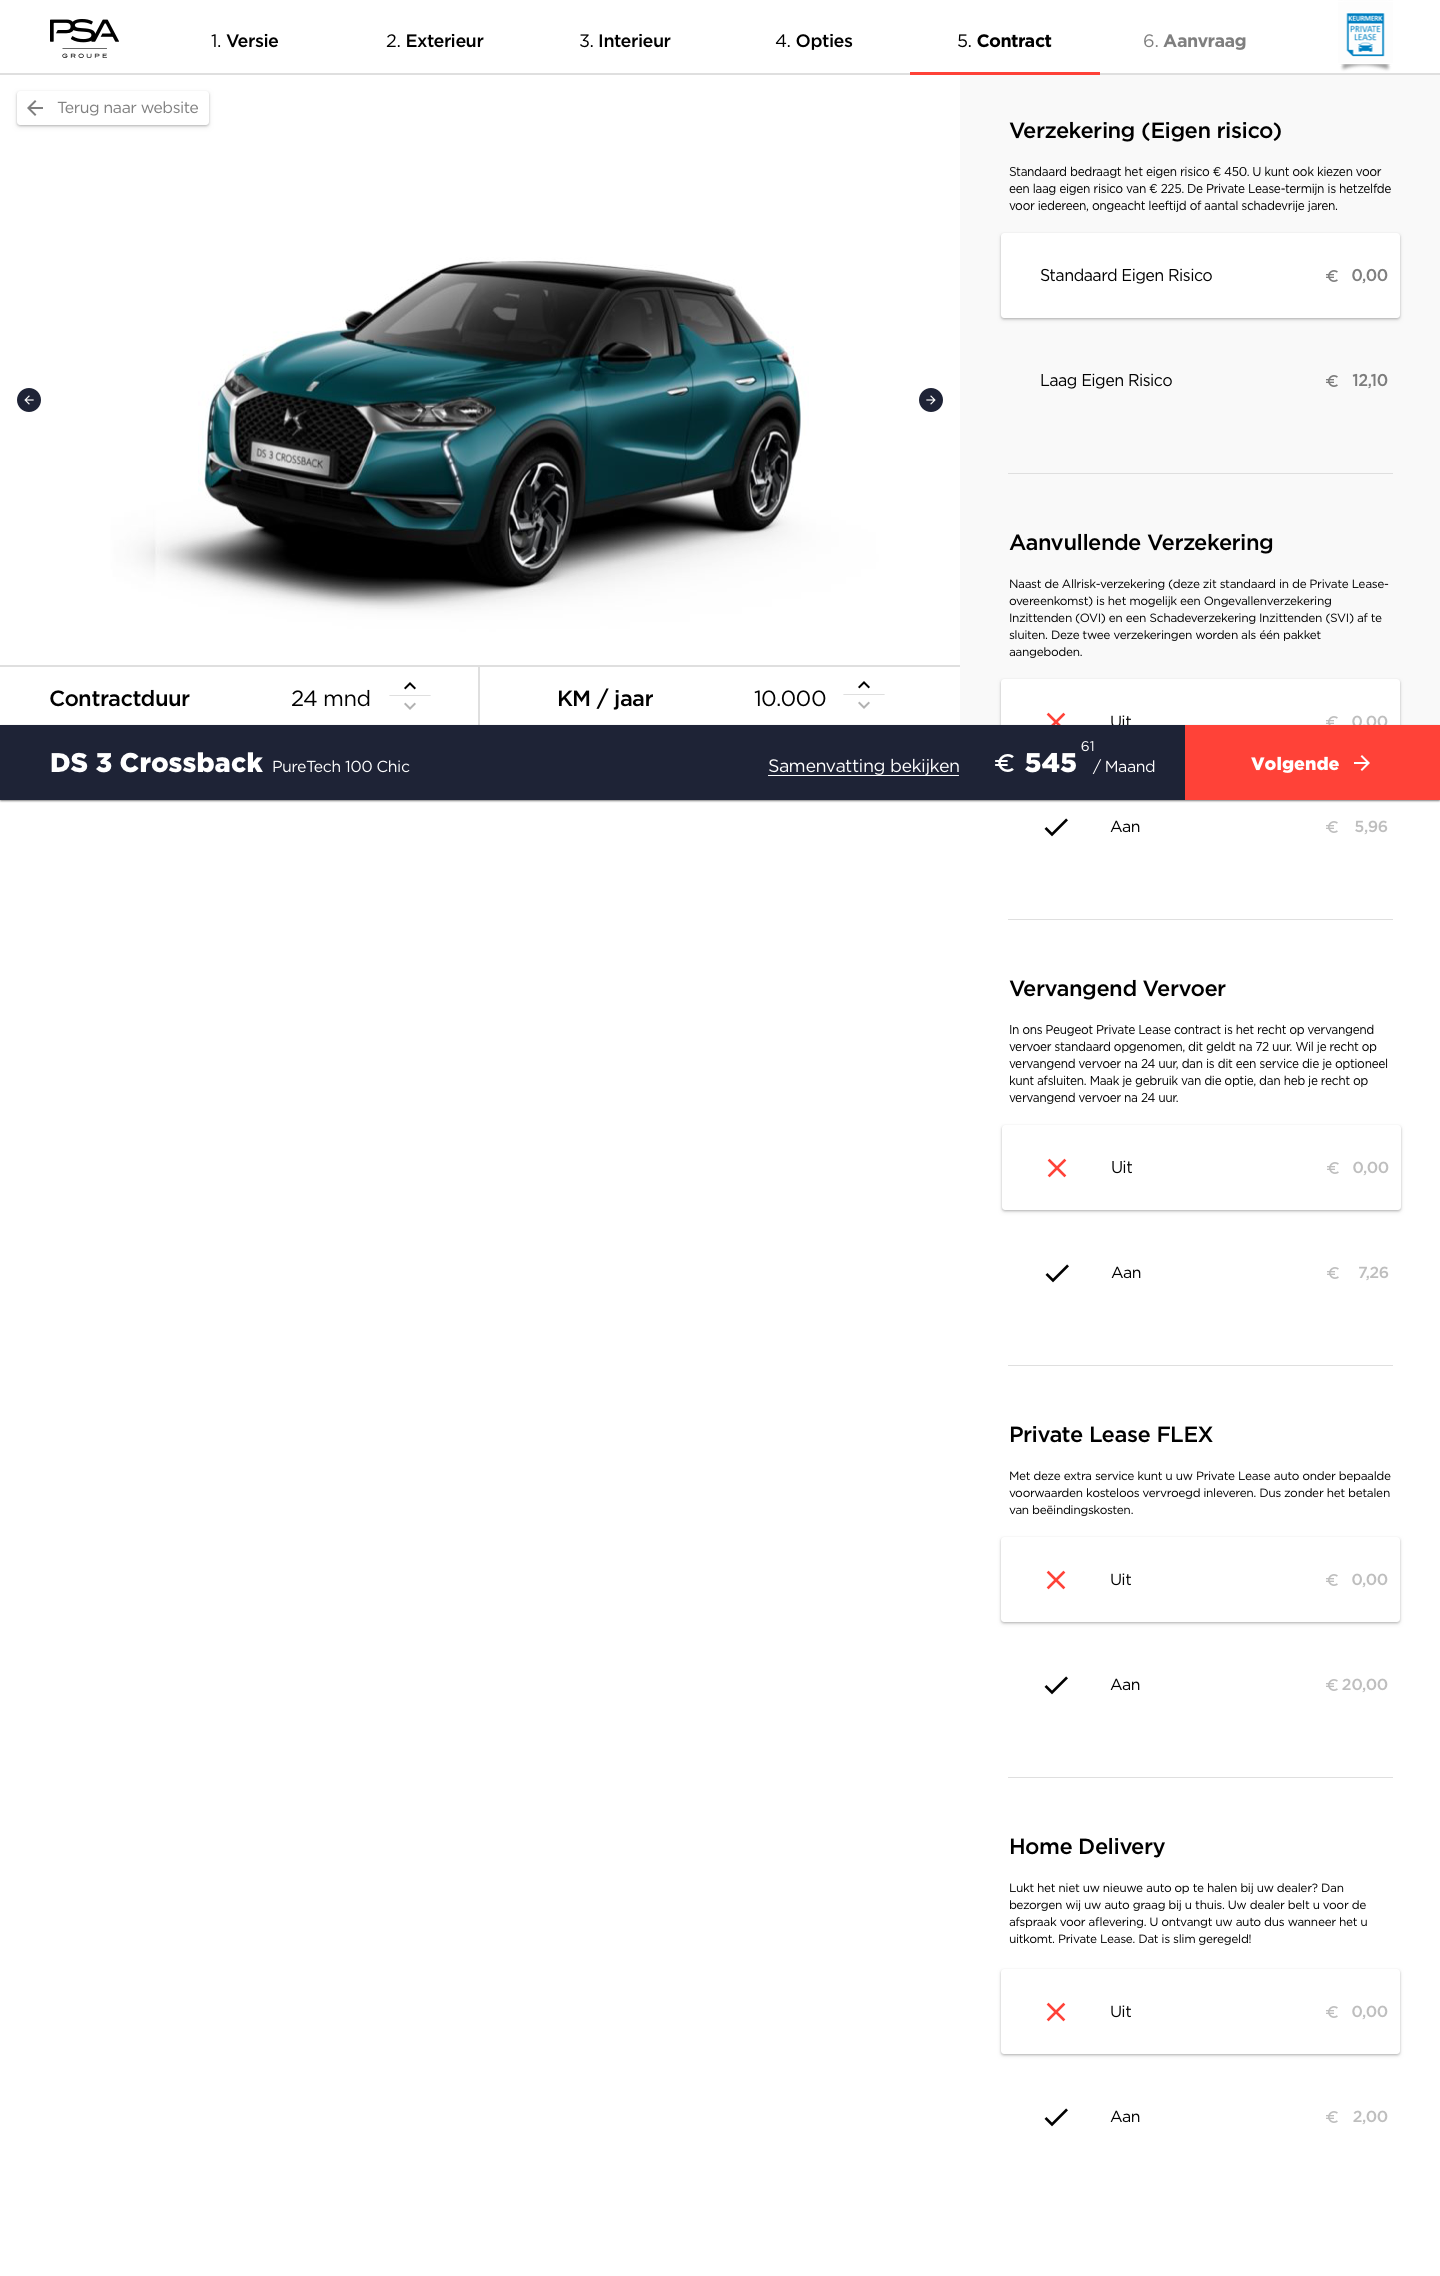 PSA
GROUPE
1. Versie
2. Exterieur
3. Interieur
4. Opties
5. Contract
6. Aanvraag
KEURMERK
PRIVATE
LEASE
Terug naar website
DS 3 CROSSBACK
Contractduur
24 mnd
KM / jaar
10.000
Verzekering (Eigen risico)
Standaard bedraagt het eigen risico € 450. U kunt ook kiezen voor
een laag eigen risico van € 225. De Private Lease-termijn is hetzelfde
voor iedereen, ongeacht leeftijd of aantal schadevrije jaren.
Standaard Eigen Risico € 0,00
Laag Eigen Risico € 12,10
Aanvullende Verzekering
Naast de Allrisk-verzekering (deze zit standaard in de Private Lease-
overeenkomst) is het mogelijk een Ongevallenverzekering
Inzittenden (OVI) en een Schadeverzekering Inzittenden (SVI) af te
sluiten. Deze twee verzekeringen worden als één pakket
aangeboden.
Uit € 0,00
DS 3 Crossback PureTech 100 Chic
Samenvatting bekijken
€ 545 61 / Maand
Volgende
Aan € 5,96
Vervangend Vervoer
In ons Peugeot Private Lease contract is het recht op vervangend
vervoer standaard opgenomen, dit geldt na 72 uur. Wil je recht op
vervangend vervoer na 24 uur, dan is dit een service die je optioneel
kunt afsluiten. Maak je gebruik van die optie, dan heb je recht op
vervangend vervoer na 24 uur.
Uit € 0,00
Aan € 7,26
Private Lease FLEX
Met deze extra service kunt u uw Private Lease auto onder bepaalde
voorwaarden kosteloos vervroegd inleveren. Dus zonder het betalen
van beëindingskosten.
Uit € 0,00
Aan € 20,00
Home Delivery
Lukt het niet uw nieuwe auto op te halen bij uw dealer? Dan
bezorgen wij uw auto graag bij u thuis. Uw dealer belt u voor de
afspraak voor aflevering. U ontvangt uw auto dus wanneer het u
uitkomt. Private Lease. Dat is slim geregeld!
Uit € 0,00
Aan € 2,00